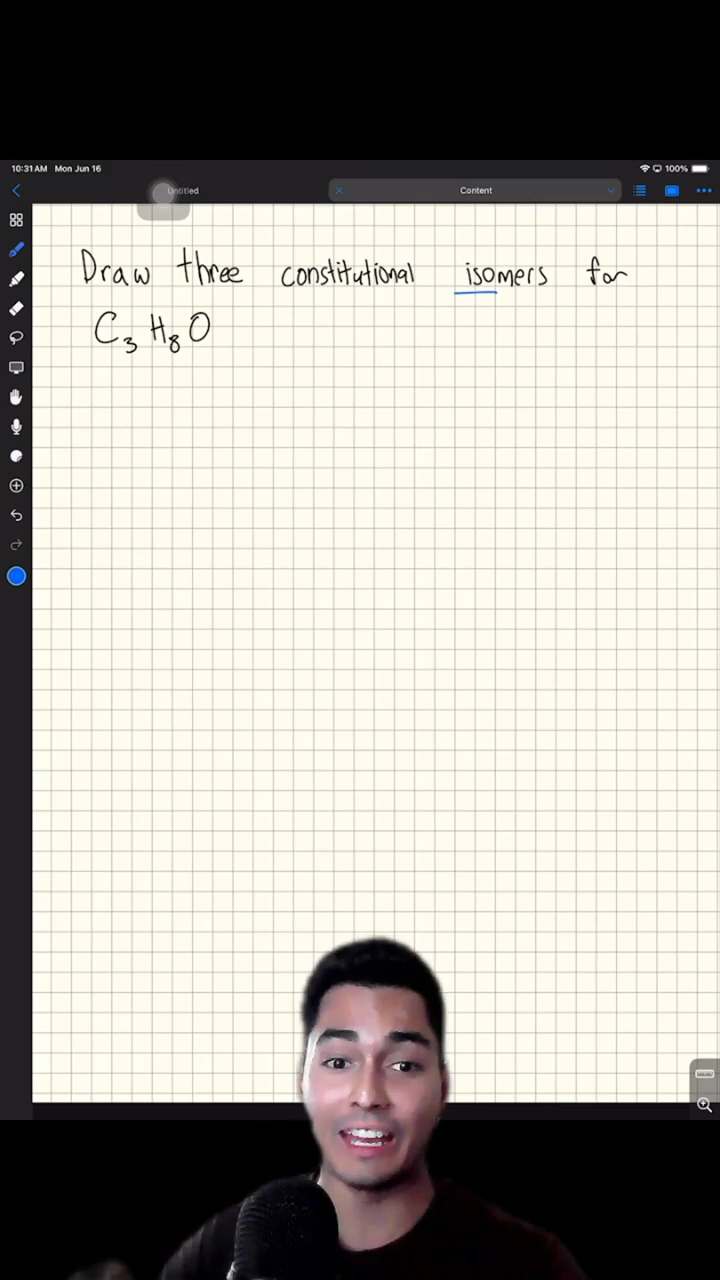 10:31 AM Mon Jun 16
100%
Untitled
Content
Draw three constitutional isomers for
C₃H₈O